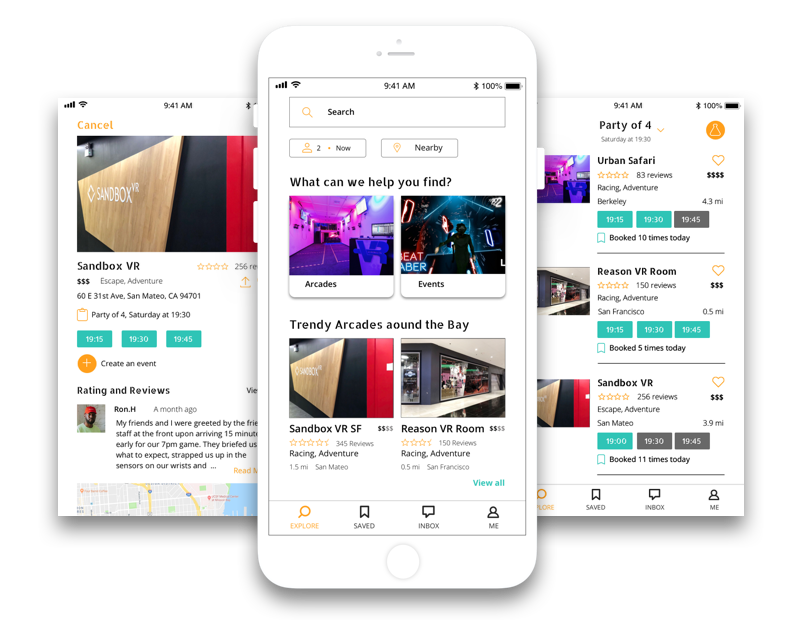 9:41 AM
Cancel
SANDBOX VR
Sandbox VR
256 re
$$$ Escape, Adventure
60 E 31st Ave, San Mateo, CA 94701
Party of 4, Saturday at 19:30
19:15 19:30 19:45
Create an event
Rating and Reviews
Ron.H A month ago
My friends and I were greeted by the frie
staff at the front upon arriving 15 minute
early for our 7pm game. They briefed us
what to expect, strapped us up in the
sensors on our wrists and ...
Read M
9:41 AM 100%
Search
2 • Now
Nearby
What can we help you find?
VR
BEAT
SABER
Arcades
Events
Trendy Arcades aound the Bay
SANDBOX
Sandbox VR SF $$$$
345 Reviews
Racing, Adventure
1.5 mi San Mateo
Reason VR Room $$$$
150 Reviews
Racing, Adventure
0.5 mi San Francisco
View all
EXPLORE SAVED INBOX ME
9:41 AM 100%
Party of 4
Saturday at 19:30
Urban Safari
83 reviews $$$$
Racing, Adventure
Berkeley 4.3 mi
19:15 19:30 19:45
Booked 10 times today
Reason VR Room
150 reviews $$$
Racing, Adventure
San Francisco 0.5 mi
19:15 19:30 19:45
Booked 5 times today
Sandbox VR
256 reviews $$$
Escape, Adventure
San Mateo 3.9 mi
19:00 19:30 19:45
Booked 11 times today
PLORE SAVED INBOX ME